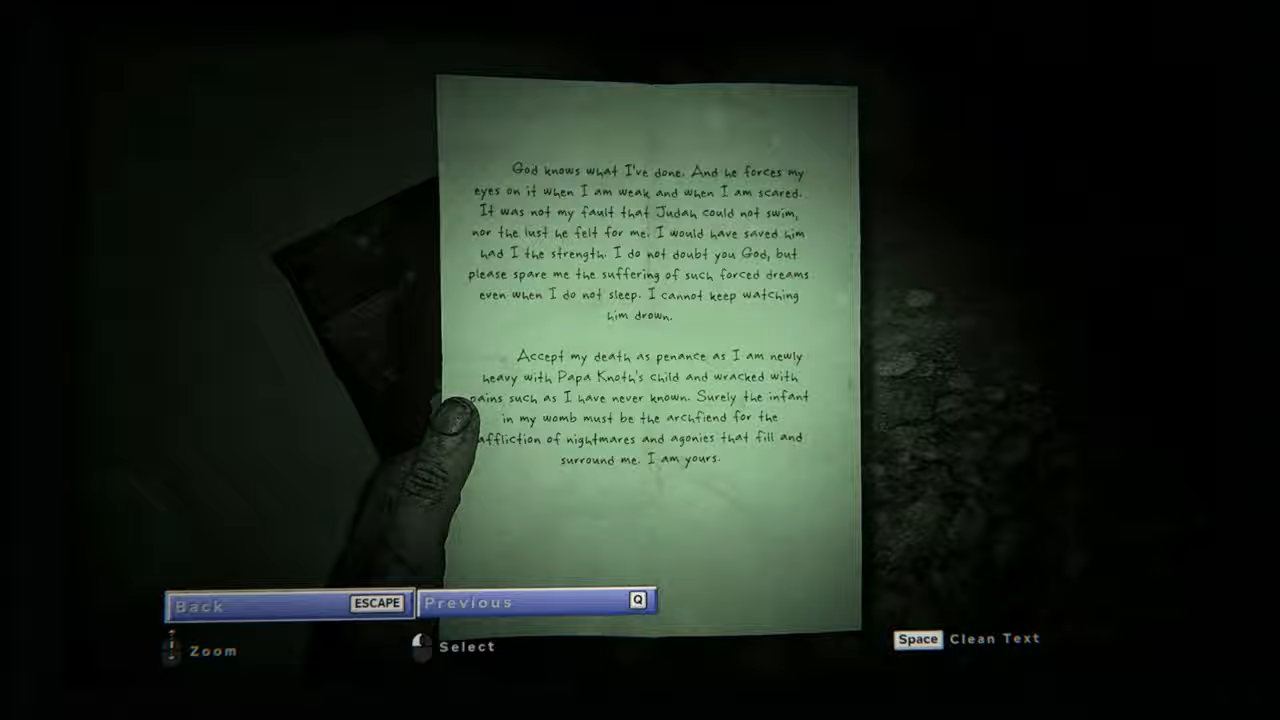 God knows what I've done. And he forces my
eyes on it when I am weak and when I am scared.
It was not my fault that Judah could not swim,
nor the lust he felt for me. I would have saved him
had I the strength. I do not doubt you God, but
please spare me the suffering of such forced dreams
even when I do not sleep. I cannot keep watching
him drown.
Accept my death as penance as I am newly
heavy with Papa Knoth's child and wracked with
pains such as I have never known. Surely the infant
in my womb must be the archfiend for the
affliction of nightmares and agonies that fill and
surround me. I am yours.
Back ESCAPE Previous Q
Zoom Select Space Clean Text